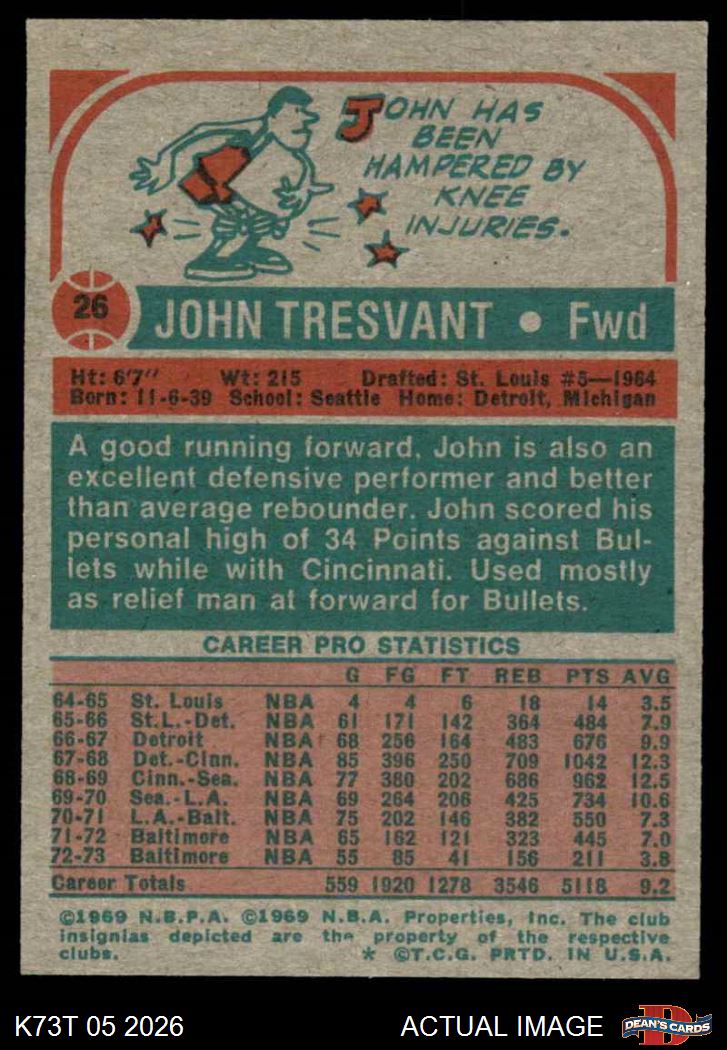 JOHN HAS
BEEN
HAMPERED BY
KNEE
INJURIES.
26
JOHN TRESVANT • Fwd
Ht: 6'7" Wt: 215 Drafted: St. Louis #5—1964
Born: 11-6-39 School: Seattle Home: Detroit, Michigan
A good running forward, John is also an
excellent defensive performer and better
than average rebounder. John scored his
personal high of 34 Points against Bul-
lets while with Cincinnati. Used mostly
as relief man at forward for Bullets.
CAREER PRO STATISTICS
G FG FT REB PTS AVG
64-65 St. Louis NBA 4 4 6 18 14 3.5
65-66 St.L.-Det. NBA 61 171 142 364 484 7.9
66-67 Detroit NBA 68 256 164 483 676 9.9
67-68 Det.-Cinn. NBA 85 396 250 709 1042 12.3
68-69 Cinn.-Sea. NBA 77 380 202 686 962 12.5
69-70 Sea.-L.A. NBA 69 264 206 425 734 10.6
70-71 L.A.-Balt. NBA 75 202 146 382 550 7.3
71-72 Baltimore NBA 65 162 121 323 445 7.0
72-73 Baltimore NBA 55 85 41 156 211 3.8
Career Totals 559 1920 1278 3546 5118 9.2
©1969 N.B.P.A. ©1969 N.B.A. Properties, Inc. The club
insignias depicted are the property of the respective
clubs. * ©T.C.G. PRTD. IN U.S.A.
K73T 05 2026 ACTUAL IMAGE
D
DEAN'S CARDS